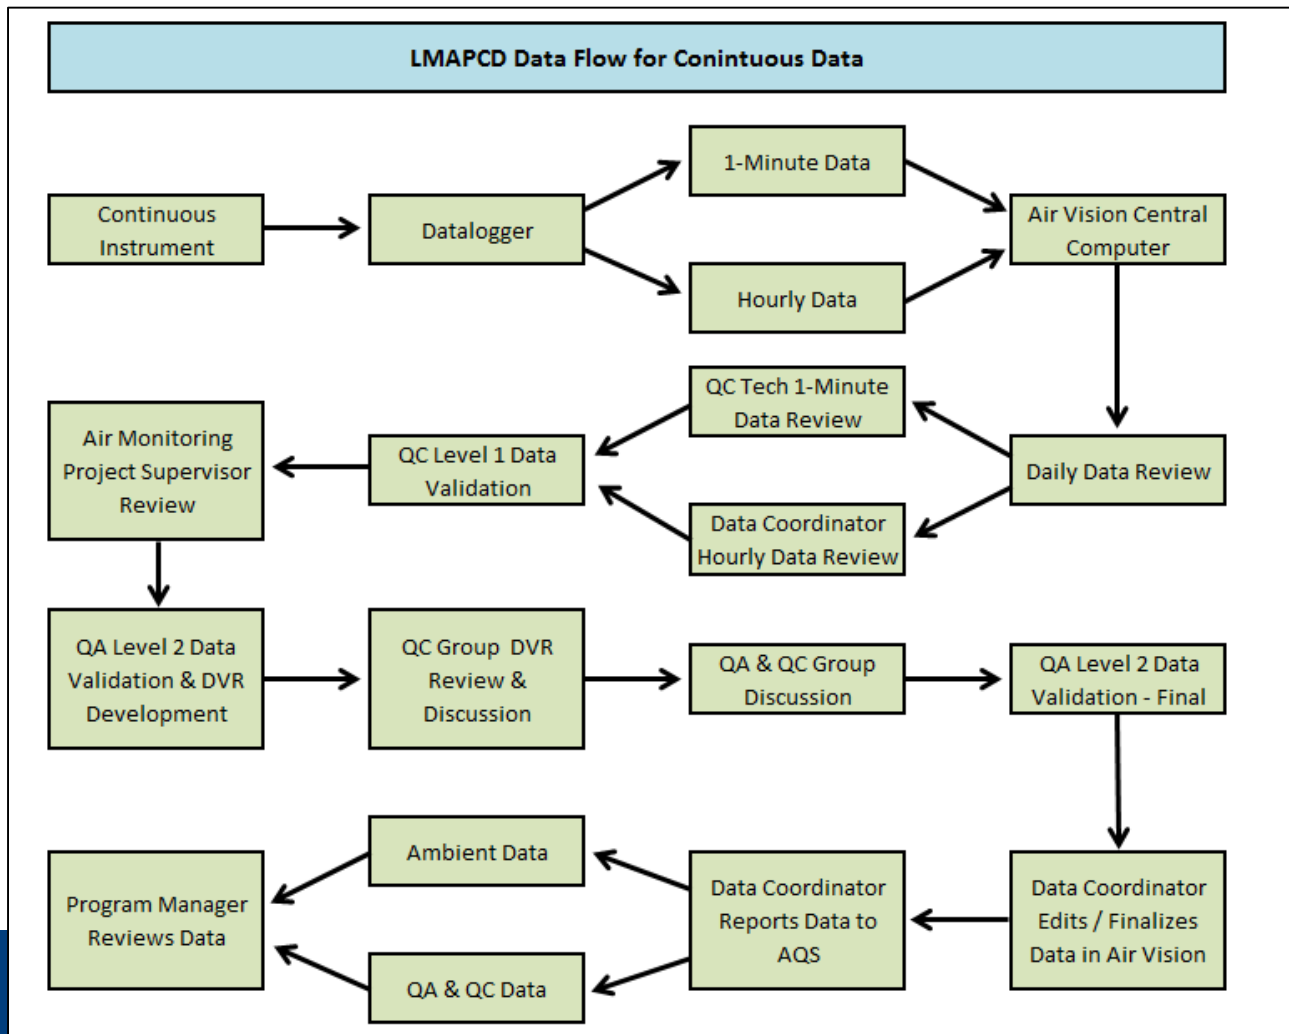 LMAPCD Data Flow for Conintuous Data
1-Minute Data
Continuous
Instrument
Datalogger
Air Vision Central
Computer
Hourly Data
QC Tech 1-Minute
Data Review
Air Monitoring
Project Supervisor
Review
QC Level 1 Data
Validation
Daily Data Review
Data Coordinator
Hourly Data Review
QA Level 2 Data
Validation & DVR
Development
QC Group  DVR
Review &
Discussion
QA & QC Group
Discussion
QA Level 2 Data
Validation - Final
Ambient Data
Program Manager
Reviews Data
Data Coordinator
Reports Data to
AQS
Data Coordinator
Edits / Finalizes
Data in Air Vision
QA & QC Data